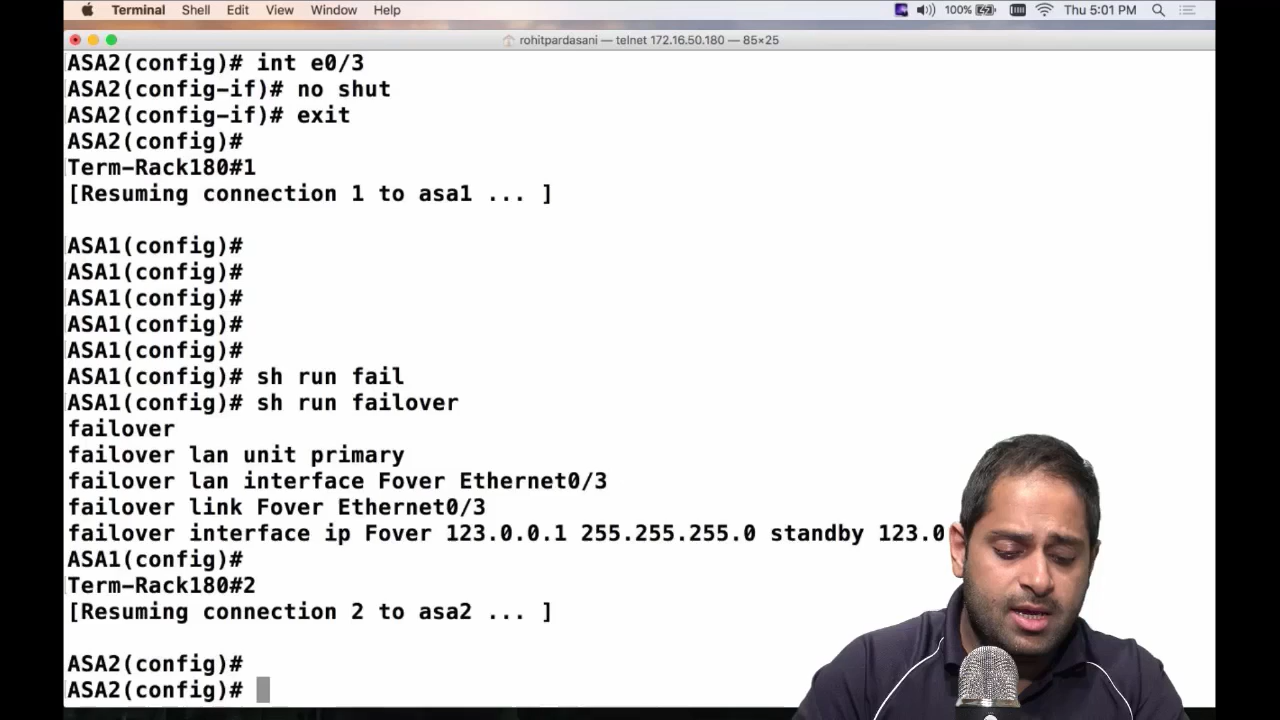 Terminal Shell Edit View Window Help 100% Thu 5:01 PM
rohitpardasani — telnet 172.16.50.180 — 85×25
ASA2(config)# int e0/3
ASA2(config-if)# no shut
ASA2(config-if)# exit
ASA2(config)#
Term-Rack180#1
[Resuming connection 1 to asa1 ... ]
ASA1(config)#
ASA1(config)#
ASA1(config)#
ASA1(config)#
ASA1(config)#
ASA1(config)# sh run fail
ASA1(config)# sh run failover
failover
failover lan unit primary
failover lan interface Fover Ethernet0/3
failover link Fover Ethernet0/3
failover interface ip Fover 123.0.0.1 255.255.255.0 standby 123.0
ASA1(config)#
Term-Rack180#2
[Resuming connection 2 to asa2 ... ]
ASA2(config)#
ASA2(config)#